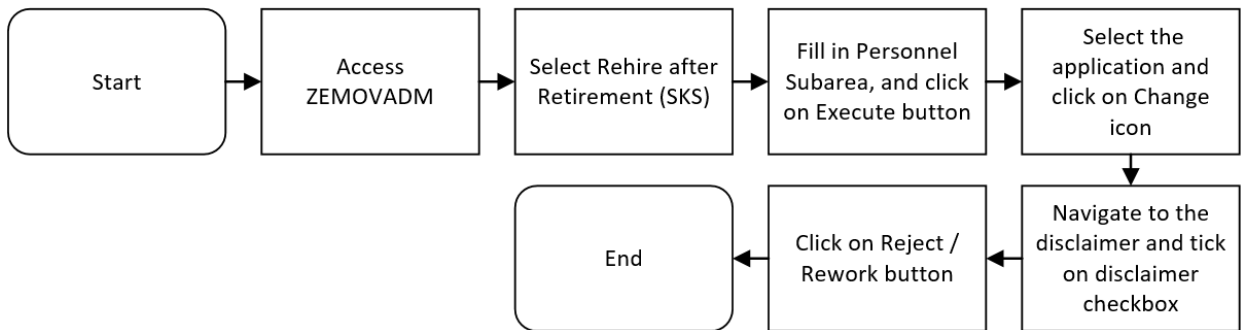 Start
Access
ZEMOVADM
Select Rehire after
Retirement (SKS)
Fill in Personnel
Subarea, and click
on Execute button
Select the
application and
click on Change
icon
Navigate to the
disclaimer and tick
on disclaimer
checkbox
Click on Reject /
Rework button
End